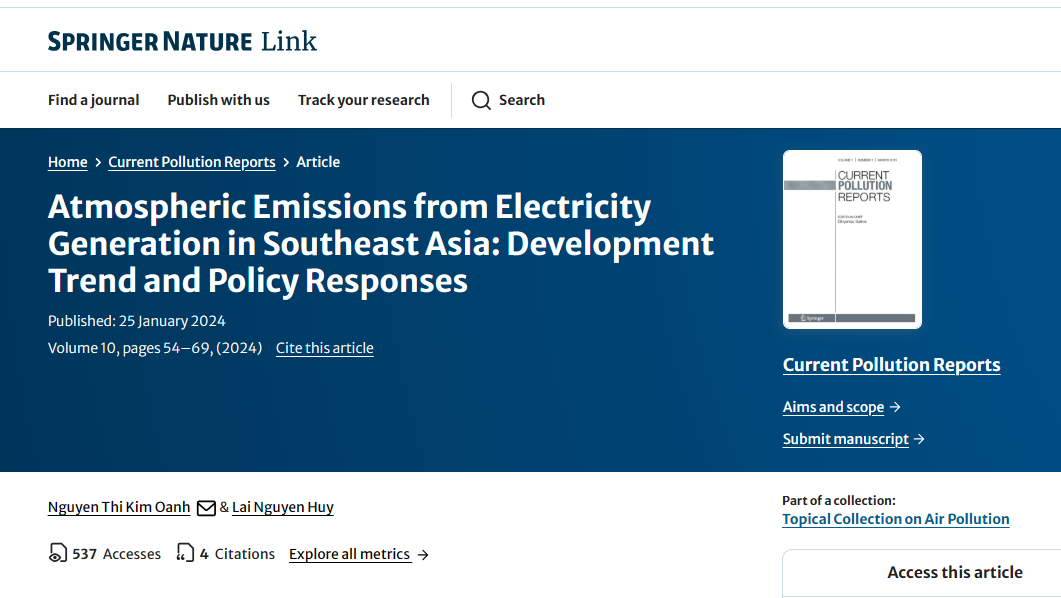 SPRINGER NATURE Link
Find a journal Publish with us Track your research Search
Home > Current Pollution Reports > Article
Atmospheric Emissions from Electricity
Generation in Southeast Asia: Development
Trend and Policy Responses
Published: 25 January 2024
Volume 10, pages 54–69, (2024) Cite this article
CURRENT
POLLUTION
REPORTS
Springer
Current Pollution Reports
Aims and scope →
Submit manuscript →
Nguyen Thi Kim Oanh & Lai Nguyen Huy
537 Accesses 4 Citations Explore all metrics →
Part of a collection:
Topical Collection on Air Pollution
Access this article